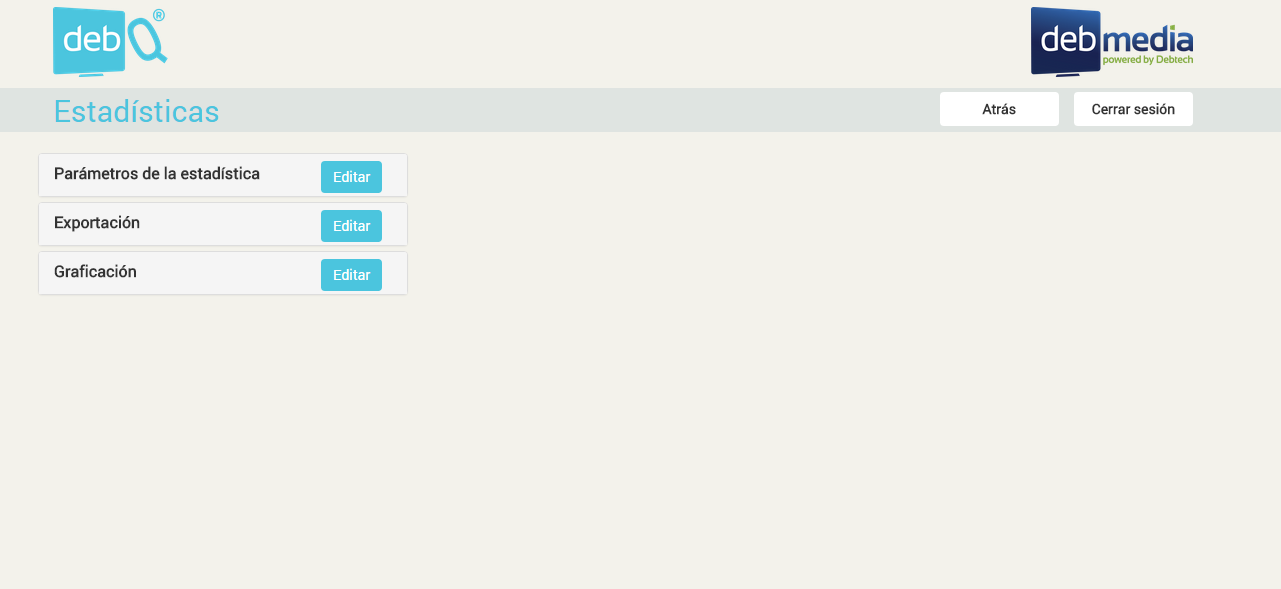 debQ®
debmedia
powered by Debtech
Estadísticas
Atrás
Cerrar sesión
Parámetros de la estadística
Editar
Exportación
Editar
Graficación
Editar